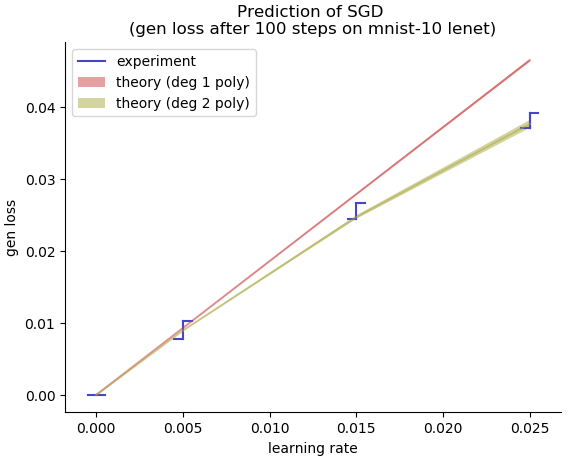 Prediction of SGD
(gen loss after 100 steps on mnist-10 lenet)
experiment
theory (deg 1 poly)
theory (deg 2 poly)
gen loss
0.04
0.03
0.02
0.01
0.00
0.000 0.005 0.010 0.015 0.020 0.025
learning rate